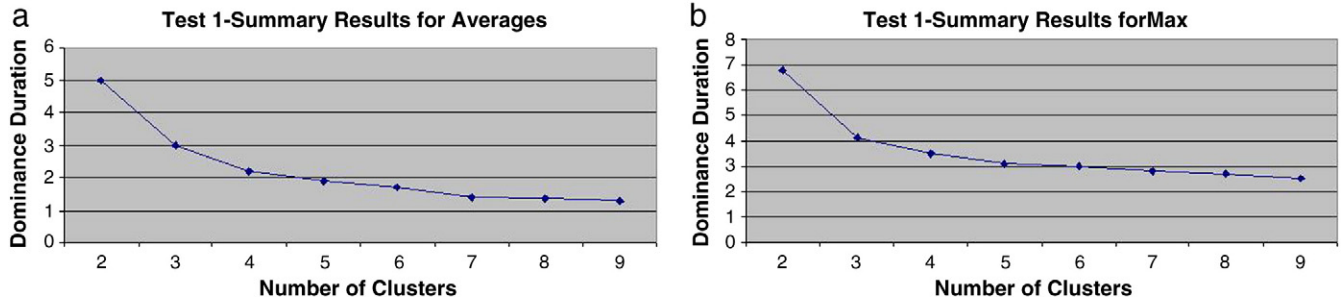 a
Test 1-Summary Results for Averages
Dominance Duration
6
5
4
3
2
1
0
2 3 4 5 6 7 8 9
Number of Clusters
b
Test 1-Summary Results forMax
Dominance Duration
8
7
6
5
4
3
2
1
0
2 3 4 5 6 7 8 9
Number of Clusters